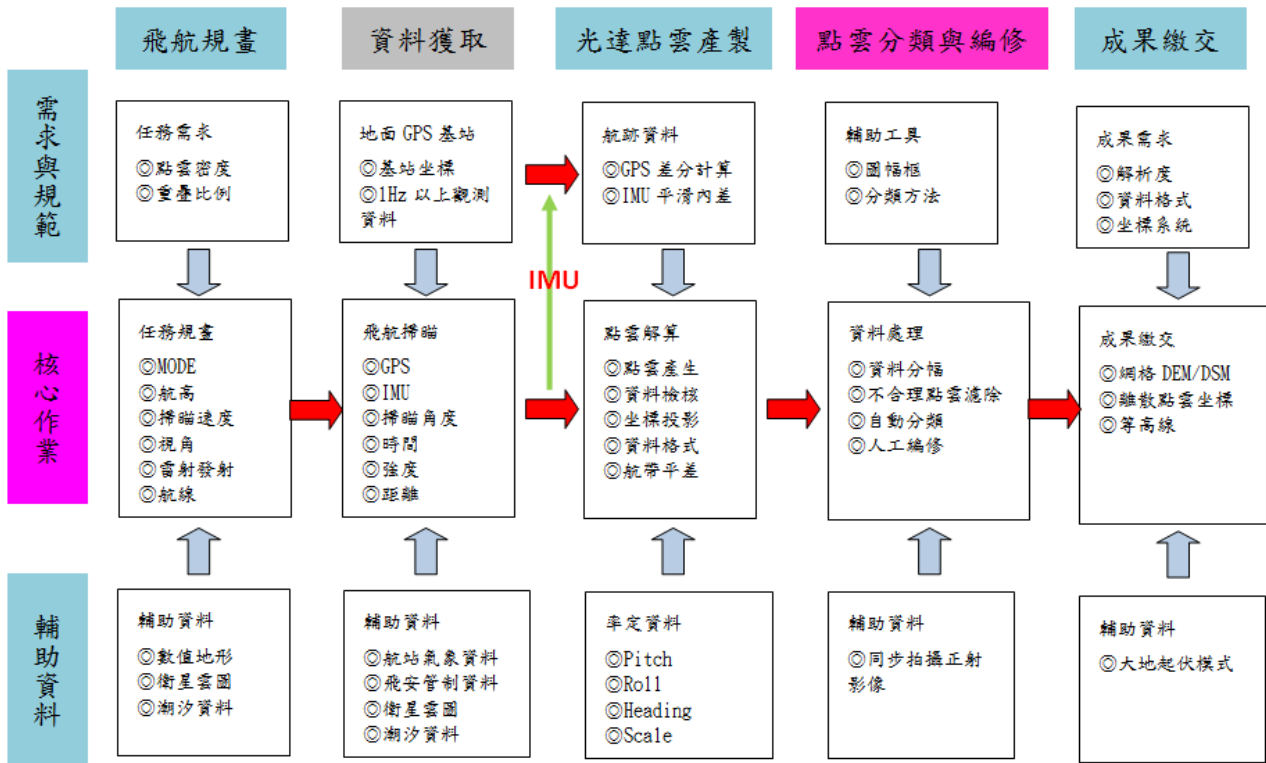 飛航規畫
資料獲取
光達點雲產製
點雲分類與編修
成果繳交
需求與規範
任務需求
◎點雲密度
◎重疊比例
地面 GPS 基站
◎基站坐標
◎1Hz 以上觀測
資料
航跡資料
◎GPS 差分計算
◎IMU 平滑內差
輔助工具
◎圖幅框
◎分類方法
成果需求
◎解析度
◎資料格式
◎坐標系統
IMU
核心作業
任務規畫
◎MODE
◎航高
◎掃瞄速度
◎視角
◎雷射發射
◎航線
飛航掃瞄
◎GPS
◎IMU
◎掃瞄角度
◎時間
◎強度
◎距離
點雲解算
◎點雲產生
◎資料檢核
◎坐標投影
◎資料格式
◎航帶平差
資料處理
◎資料分幅
◎不合理點雲濾除
◎自動分類
◎人工編修
成果繳交
◎網格 DEM/DSM
◎離散點雲坐標
◎等高線
輔助資料
輔助資料
◎數值地形
◎衛星雲圖
◎潮汐資料
輔助資料
◎航站氣象資料
◎飛安管制資料
◎衛星雲圖
◎潮汐資料
率定資料
◎Pitch
◎Roll
◎Heading
◎Scale
輔助資料
◎同步拍攝正射
影像
輔助資料
◎大地起伏模式